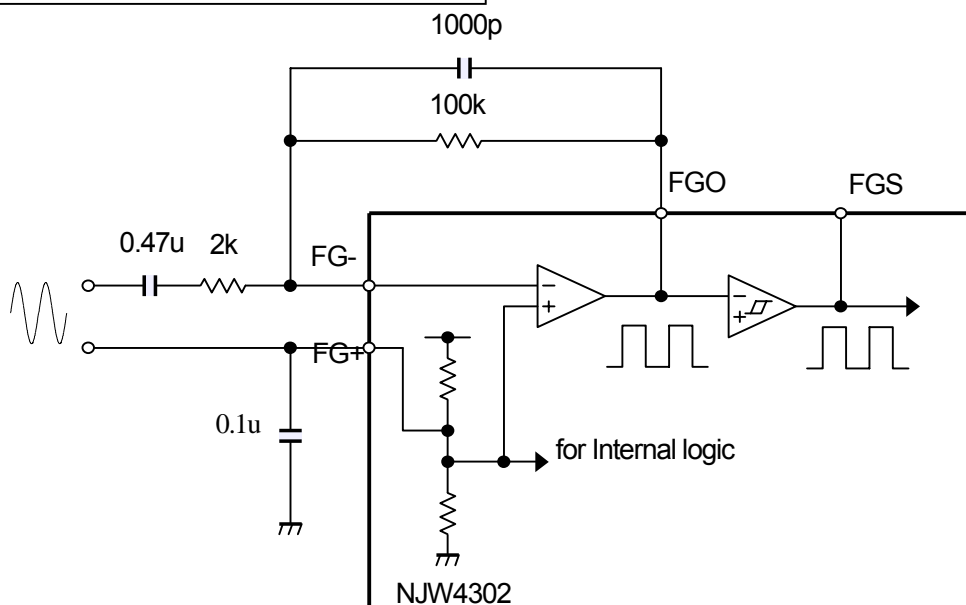 1000p
100k
FGO
FGS
0.47u
2k
FG-
FG+
0.1u
for Internal logic
NJW4302